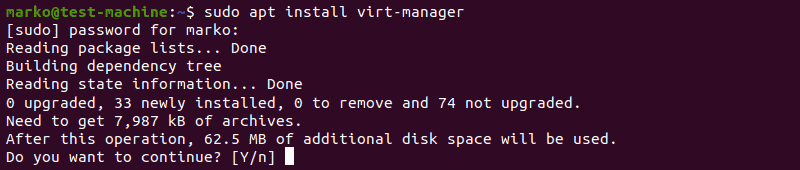 marko@test-machine:~$ sudo apt install virt-manager
[sudo] password for marko:
Reading package lists... Done
Building dependency tree
Reading state information... Done
0 upgraded, 33 newly installed, 0 to remove and 74 not upgraded.
Need to get 7,987 kB of archives.
After this operation, 62.5 MB of additional disk space will be used.
Do you want to continue? [Y/n]